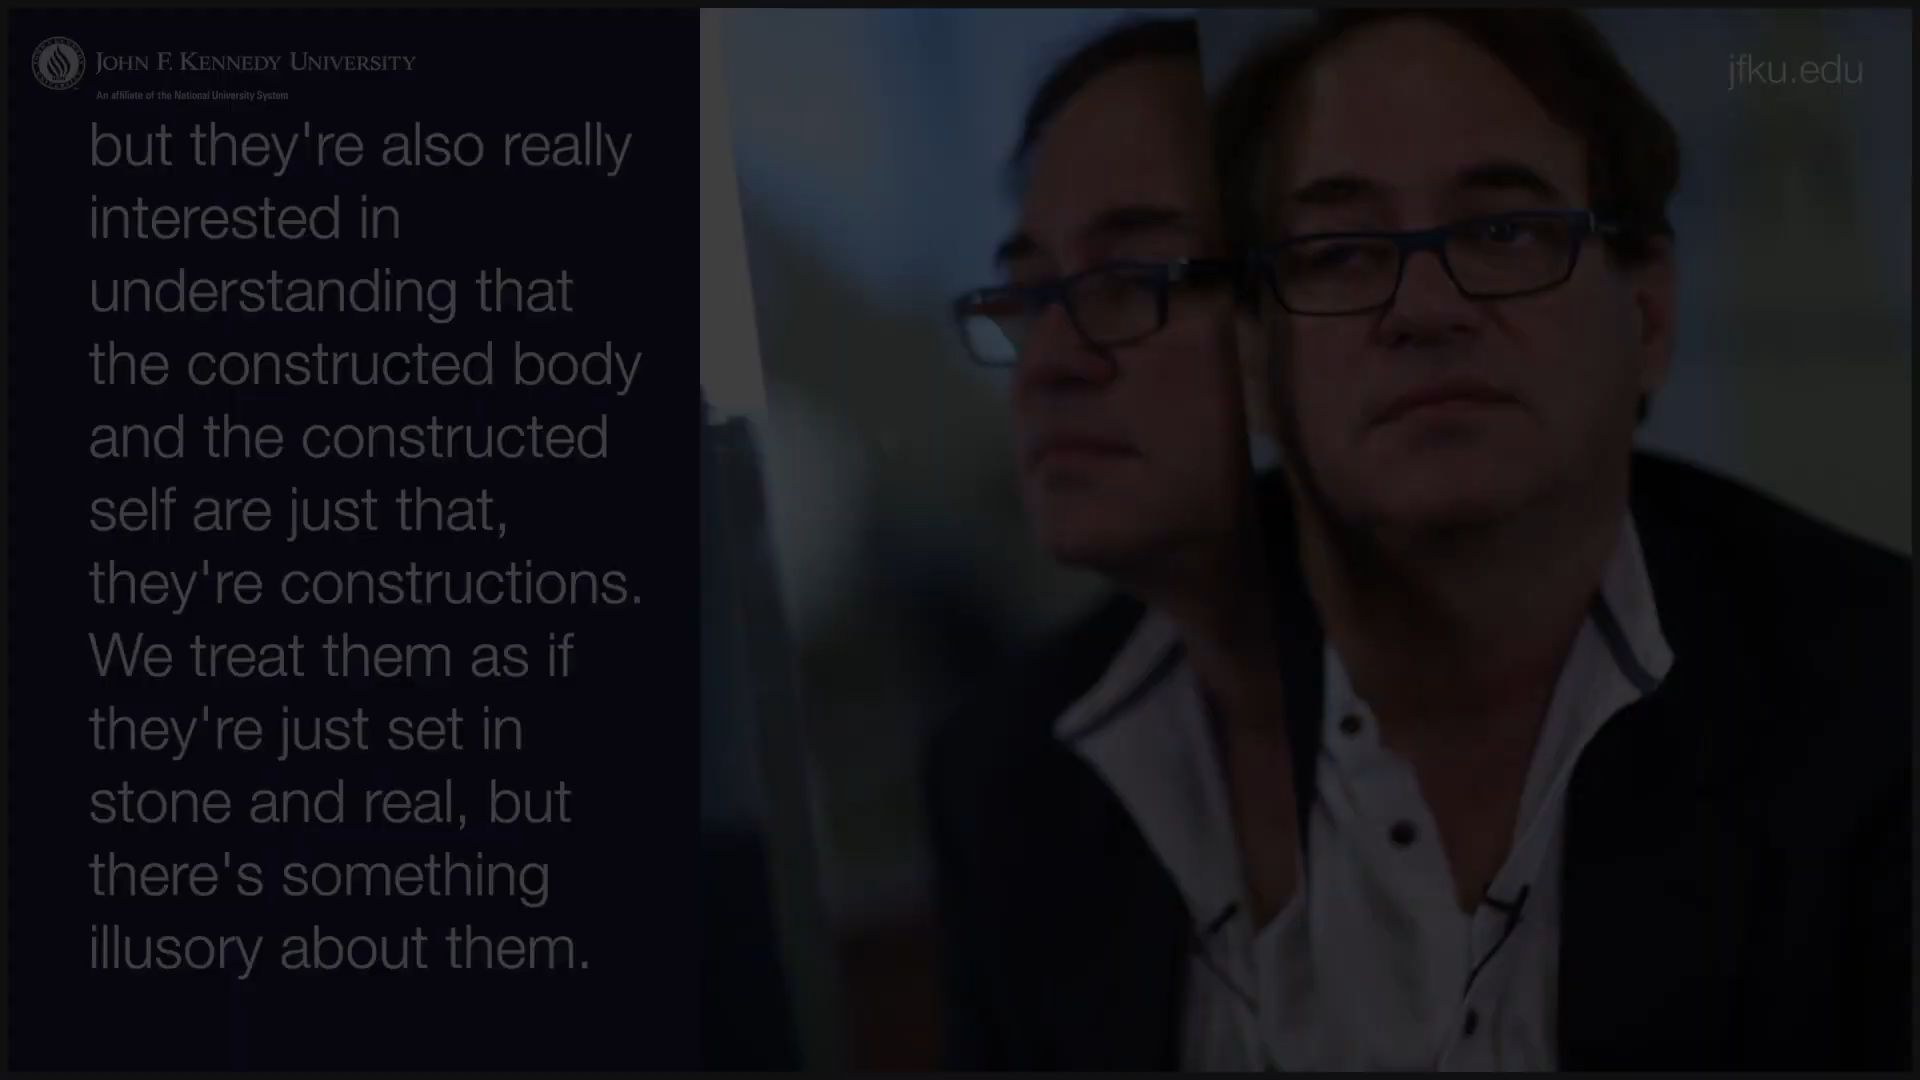 JOHN F. KENNEDY UNIVERSITY
An affiliate of the National University System
jfku.edu
but they're also really
interested in
understanding that
the constructed body
and the constructed
self are just that,
they're constructions.
We treat them as if
they're just set in
stone and real, but
there's something
illusory about them.